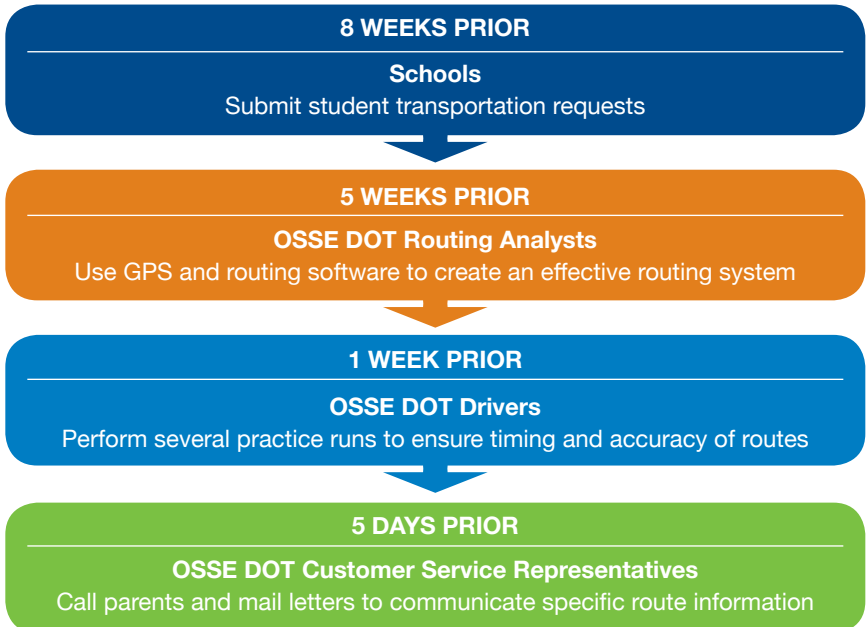 8 WEEKS PRIOR
Schools
Submit student transportation requests
5 WEEKS PRIOR
OSSE DOT Routing Analysts
Use GPS and routing software to create an effective routing system
1 WEEK PRIOR
OSSE DOT Drivers
Perform several practice runs to ensure timing and accuracy of routes
5 DAYS PRIOR
OSSE DOT Customer Service Representatives
Call parents and mail letters to communicate specific route information